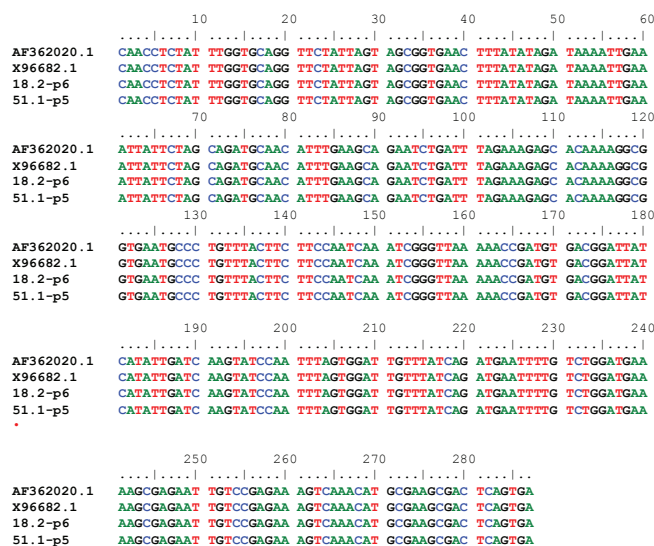 10 20 30 40 50 60
.... .... .... .... .... .... .... .... .... .... .... ....
AF362020.1 CAACCTCTAT TTGGTGCAGG TTCTATTAGT AGCGGTGAAC TTTATATAGA TAAAATTGAA
X96682.1 CAACCTCTAT TTGGTGCAGG TTCTATTAGT AGCGGTGAAC TTTATATAGA TAAAATTGAA
18.2-p6 CAACCTCTAT TTGGTGCAGG TTCTATTAGT AGCGGTGAAC TTTATATAGA TAAAATTGAA
51.1-p5 CAACCTCTAT TTGGTGCAGG TTCTATTAGT AGCGGTGAAC TTTATATAGA TAAAATTGAA
70 80 90 100 110 120
.... .... .... .... .... .... .... .... .... .... .... ....
AF362020.1 ATTATTCTAG CAGATGCAAC ATTTGAAGCA GAATCTGATT TAGAAAGAGC ACAAAAGGCG
X96682.1 ATTATTCTAG CAGATGCAAC ATTTGAAGCA GAATCTGATT TAGAAAGAGC ACAAAAGGCG
18.2-p6 ATTATTCTAG CAGATGCAAC ATTTGAAGCA GAATCTGATT TAGAAAGAGC ACAAAAGGCG
51.1-p5 ATTATTCTAG CAGATGCAAC ATTTGAAGCA GAATCTGATT TAGAAAGAGC ACAAAAGGCG
130 140 150 160 170 180
.... .... .... .... .... .... .... .... .... .... .... ....
AF362020.1 GTGAATGCCC TGTTTACTTC TTCCAATCAA ATCGGGTTAA AAACCGATGT GACGGATTAT
X96682.1 GTGAATGCCC TGTTTACTTC TTCCAATCAA ATCGGGTTAA AAACCGATGT GACGGATTAT
18.2-p6 GTGAATGCCC TGTTTACTTC TTCCAATCAA ATCGGGTTAA AAACCGATGT GACGGATTAT
51.1-p5 GTGAATGCCC TGTTTACTTC TTCCAATCAA ATCGGGTTAA AAACCGATGT GACGGATTAT
190 200 210 220 230 240
.... .... .... .... .... .... .... .... .... .... .... ....
AF362020.1 CATATTGATC AAGTATCCAA TTTAGTGGAT TGTTTATCAG ATGAATTTTG TCTGGATGAA
X96682.1 CATATTGATC AAGTATCCAA TTTAGTGGAT TGTTTATCAG ATGAATTTTG TCTGGATGAA
18.2-p6 CATATTGATC AAGTATCCAA TTTAGTGGAT TGTTTATCAG ATGAATTTTG TCTGGATGAA
51.1-p5 CATATTGATC AAGTATCCAA TTTAGTGGAT TGTTTATCAG ATGAATTTTG TCTGGATGAA
250 260 270 280
.... .... .... .... .... .... .... .... .... ..
AF362020.1 AAGCGAGAAT TGTCCGAGAA AGTCAAACAT GCGAAGCGAC TCAGTGA
X96682.1 AAGCGAGAAT TGTCCGAGAA AGTCAAACAT GCGAAGCGAC TCAGTGA
18.2-p6 AAGCGAGAAT TGTCCGAGAA AGTCAAACAT GCGAAGCGAC TCAGTGA
51.1-p5 AAGCGAGAAT TGTCCGAGAA AGTCAAACAT GCGAAGCGAC TCAGTGA